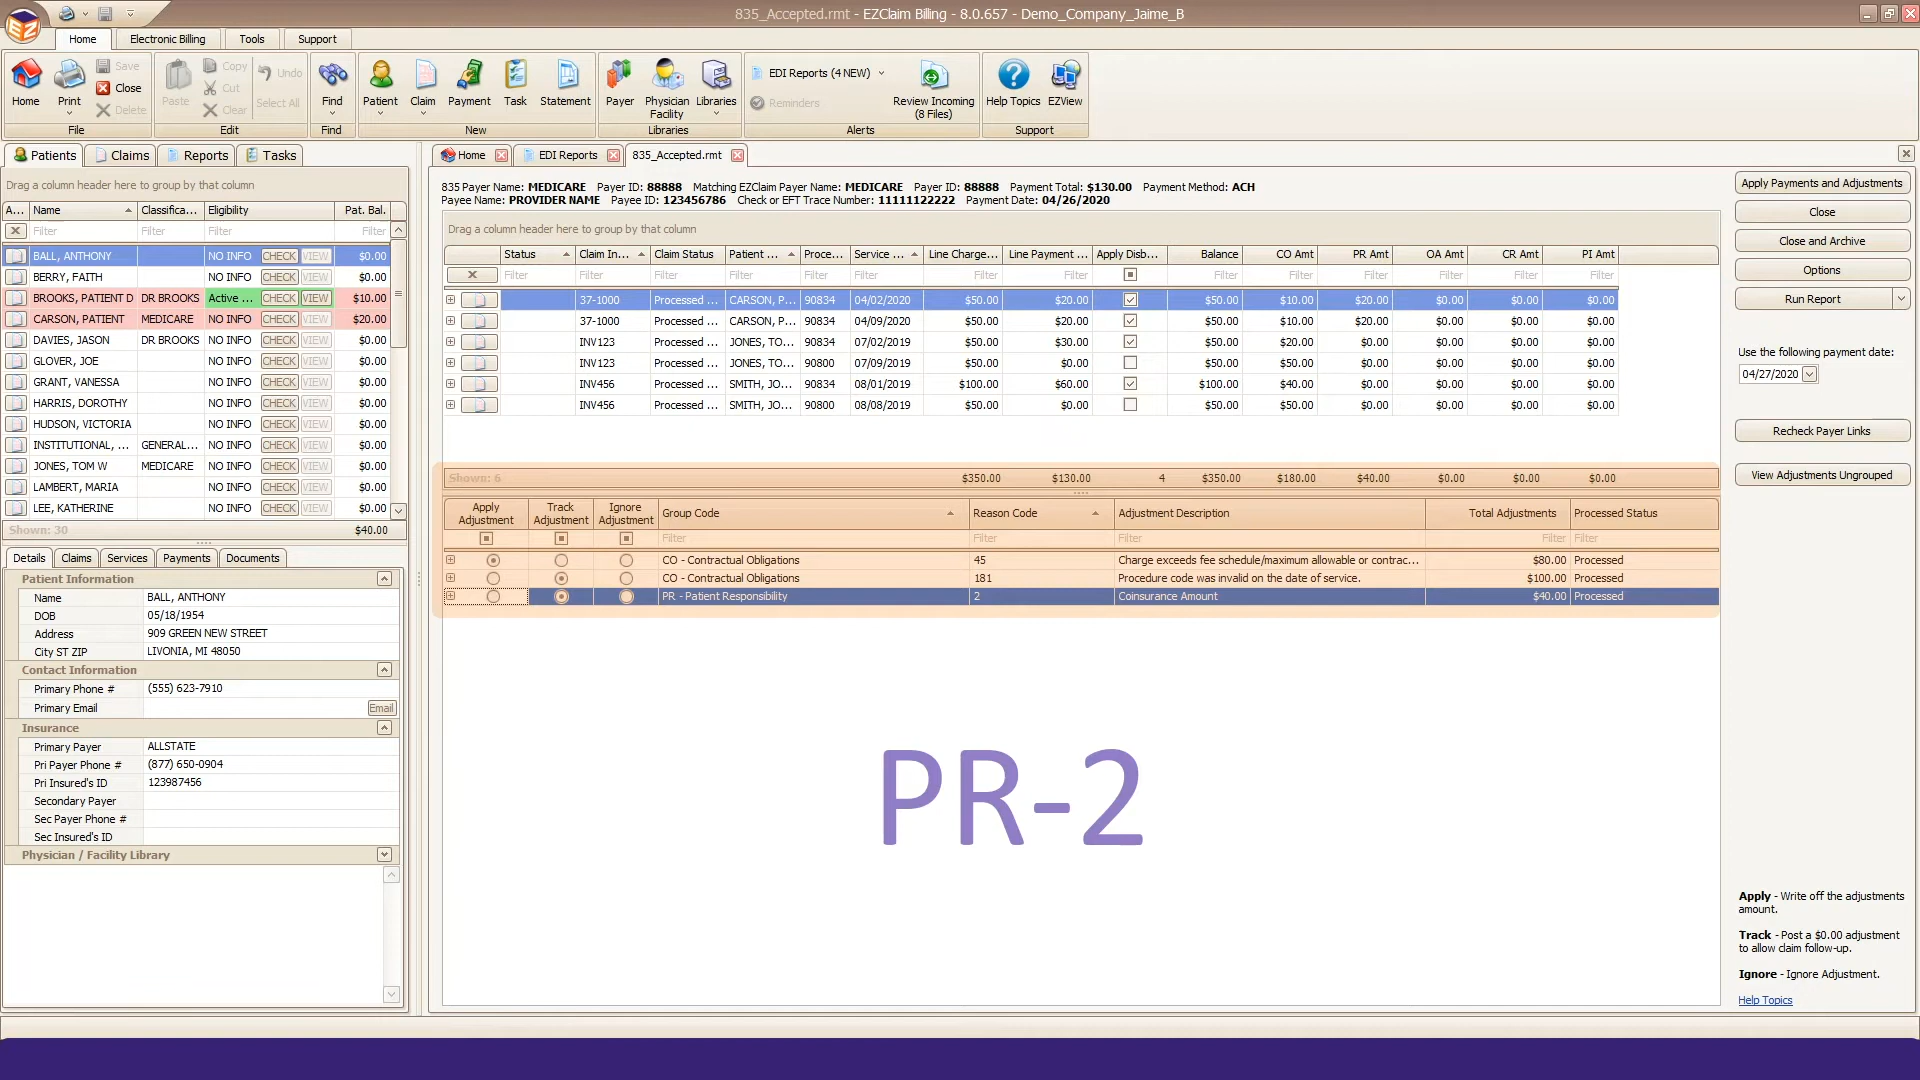 835_Accepted.rmt - EZClaim Billing - 8.0.657 - Demo_Company_Jaime_B
Home Electronic Billing Tools Support
Home Print Save Close Delete Paste Copy Cut Clear Undo Select All Find Patient Claim Payment Task Statement Payer Physician Facility Libraries EDI Reports (4 NEW) Reminders Review Incoming (8 Files) Help Topics EZView
File Edit Find New Libraries Alerts Support
Patients Claims Reports Tasks
Drag a column header here to group by that column
A... Name Classifica... Eligibility Pat. Bal.
Filter Filter Filter Filter
BALL, ANTHONY NO INFO CHECK VIEW $0.00
BERRY, FAITH NO INFO CHECK VIEW $0.00
BROOKS, PATIENT D DR BROOKS Active ... CHECK VIEW $10.00
CARSON, PATIENT MEDICARE NO INFO CHECK VIEW $20.00
DAVIES, JASON DR BROOKS NO INFO CHECK VIEW $0.00
GLOVER, JOE NO INFO CHECK VIEW $0.00
GRANT, VANESSA NO INFO CHECK VIEW $0.00
HARRIS, DOROTHY NO INFO CHECK VIEW $0.00
HUDSON, VICTORIA NO INFO CHECK VIEW $0.00
INSTITUTIONAL, ... GENERAL... NO INFO CHECK VIEW $0.00
JONES, TOM W MEDICARE NO INFO CHECK VIEW $0.00
LAMBERT, MARIA NO INFO CHECK VIEW $0.00
LEE, KATHERINE NO INFO CHECK VIEW $0.00
Shown: 30 $40.00
Details Claims Services Payments Documents
Patient Information
Name BALL, ANTHONY
DOB 05/18/1954
Address 909 GREEN NEW STREET
City ST ZIP LIVONIA, MI 48050
Contact Information
Primary Phone # (555) 623-7910
Primary Email Email
Insurance
Primary Payer ALLSTATE
Pri Payer Phone # (877) 650-0904
Pri Insured's ID 123987456
Secondary Payer
Sec Payer Phone #
Sec Insured's ID
Physician / Facility Library
Home EDI Reports 835_Accepted.rmt
835 Payer Name: MEDICARE Payer ID: 88888 Matching EZClaim Payer Name: MEDICARE Payer ID: 88888 Payment Total: $130.00 Payment Method: ACH
Payee Name: PROVIDER NAME Payee ID: 123456786 Check or EFT Trace Number: 11111122222 Payment Date: 04/26/2020
Drag a column header here to group by that column
Status Claim In... Claim Status Patient ... Proce... Service ... Line Charge... Line Payment ... Apply Disb... Balance CO Amt PR Amt OA Amt CR Amt PI Amt
Filter Filter Filter Filter Filter Filter Filter Filter Filter Filter Filter Filter Filter Filter
37-1000 Processed ... CARSON, P... 90834 04/02/2020 $50.00 $20.00 $50.00 $10.00 $20.00 $0.00 $0.00 $0.00
37-1000 Processed ... CARSON, P... 90834 04/09/2020 $50.00 $20.00 $50.00 $10.00 $20.00 $0.00 $0.00 $0.00
INV123 Processed ... JONES, TO... 90834 07/02/2019 $50.00 $30.00 $50.00 $20.00 $0.00 $0.00 $0.00 $0.00
INV123 Processed ... JONES, TO... 90800 07/09/2019 $50.00 $0.00 $50.00 $50.00 $0.00 $0.00 $0.00 $0.00
INV456 Processed ... SMITH, JO... 90834 08/01/2019 $100.00 $60.00 $100.00 $40.00 $0.00 $0.00 $0.00 $0.00
INV456 Processed ... SMITH, JO... 90800 08/08/2019 $50.00 $0.00 $50.00 $50.00 $0.00 $0.00 $0.00 $0.00
Shown: 6 $350.00 $130.00 4 $350.00 $180.00 $40.00 $0.00 $0.00 $0.00
Apply Adjustment Track Adjustment Ignore Adjustment Group Code Reason Code Adjustment Description Total Adjustments Processed Status
Filter Filter Filter Filter Filter
CO - Contractual Obligations 45 Charge exceeds fee schedule/maximum allowable or contrac... $80.00 Processed
CO - Contractual Obligations 181 Procedure code was invalid on the date of service. $100.00 Processed
PR - Patient Responsibility 2 Coinsurance Amount $40.00 Processed
PR-2
Apply Payments and Adjustments
Close
Close and Archive
Options
Run Report
Use the following payment date:
04/27/2020
Recheck Payer Links
View Adjustments Ungrouped
Apply - Write off the adjustments
amount.
Track - Post a $0.00 adjustment
to allow claim follow-up.
Ignore - Ignore Adjustment.
Help Topics